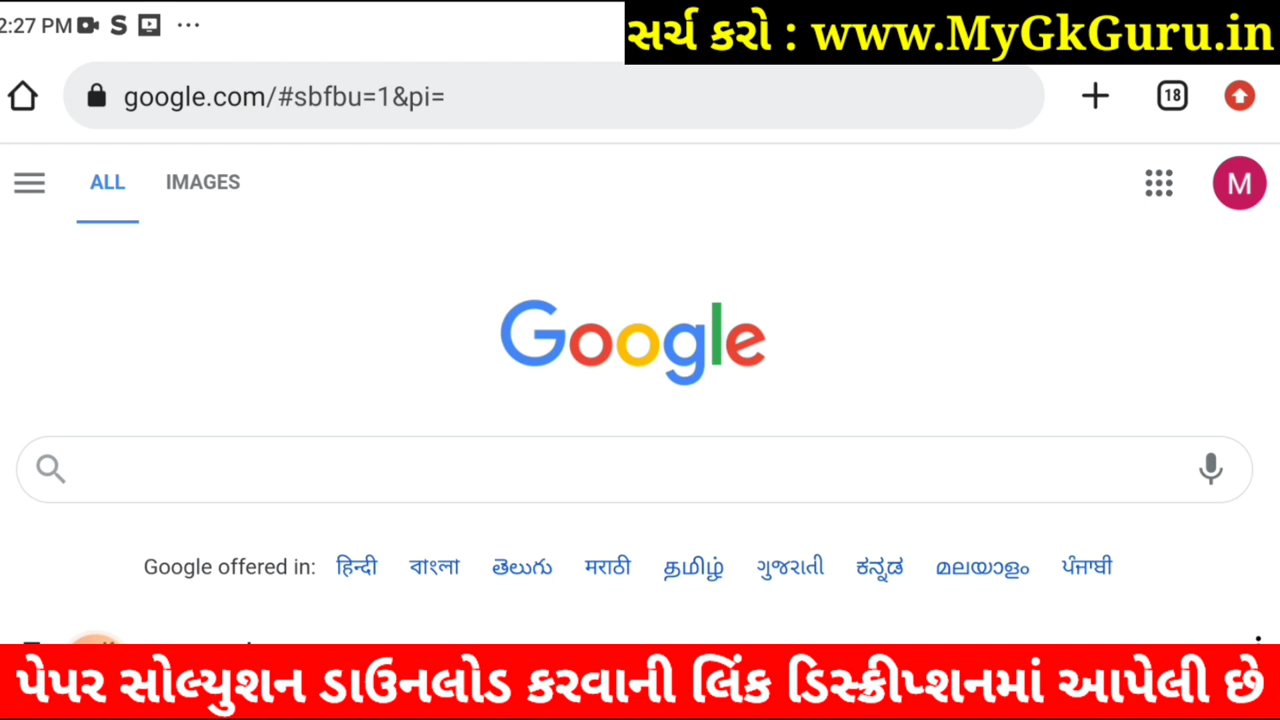 2:27 PM S ...
સર્ચ કરો : www.MyGkGuru.in
google.com/#sbfbu=1&pi=
18
ALL IMAGES
M
Google
Google offered in: हिन्दी বাংলা తెలుగు मराठी தமிழ் ગુજરાતી ಕನ್ನಡ മലയാളം ਪੰਜਾਬੀ
પેપર સોલ્યુશન ડાઉનલોડ કરવાની લિંક ડિસ્ક્રીપ્શનમાં આપેલી છે